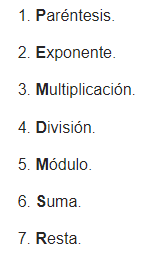 1. Paréntesis.
2. Exponente.
3. Multiplicación.
4. División.
5. Módulo.
6. Suma.
7. Resta.